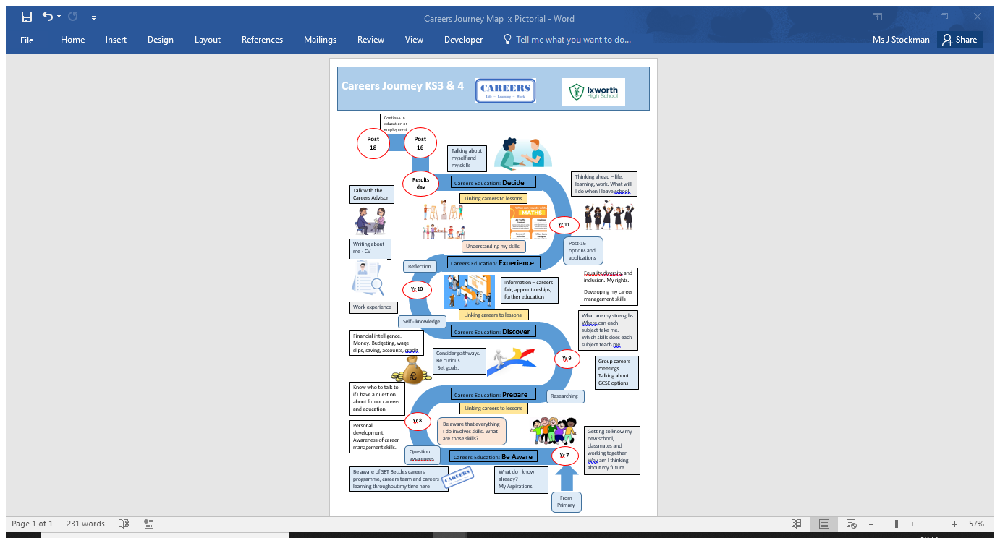 Careers Journey Map Ix Pictorial - Word
File Home Insert Design Layout References Mailings Review View Developer Tell me what you want to do... Ms J Stockman Share
Careers Journey KS3 & 4
CAREERS
Life - Learning - Work
Ixworth
High School
Continue in
education or
employment
Post
18
Post
16
Talking about
myself and
my skills
Results
day
Careers Education: Decide
Thinking ahead – life,
learning, work. What will
I do when I leave school.
Talk with the
Careers Advisor
Linking careers to lessons
MATHS
Yr 11
Understanding my skills
Post-16
options and
applications
Writing about
me - CV
Careers Education: Experience
Reflection
Equality diversity and
inclusion. My rights.
Developing my career
management skills
Information – careers
fair, apprenticeships,
further education
Yr 10
Work experience
Linking careers to lessons
Self - knowledge
What are my strengths
Where can each
subject take me.
Which skills does each
subject teach me
Careers Education: Discover
Financial intelligence.
Money. Budgeting, wage
slips, saving, accounts, credit
Consider pathways.
Be curious
Set goals.
Yr 9
Group careers
meetings.
Talking about
GCSE options
Know who to talk to
if I have a question
about future careers
and education
Careers Education: Prepare
Researching
Linking careers to lessons
Yr 8
Personal
development.
Awareness of career
management skills.
Be aware that everything
I do involves skills. What
are those skills?
Getting to know my
new school,
classmates and
working together
Why am I thinking
about my future
Question
awarenees
Careers Education: Be Aware
Yr 7
Be aware of SET Beccles careers
programme, careers team and careers
learning throughout my time here
CAREERS
What do I know
already?
My Aspirations
From
Primary
Page 1 of 1 231 words 57%